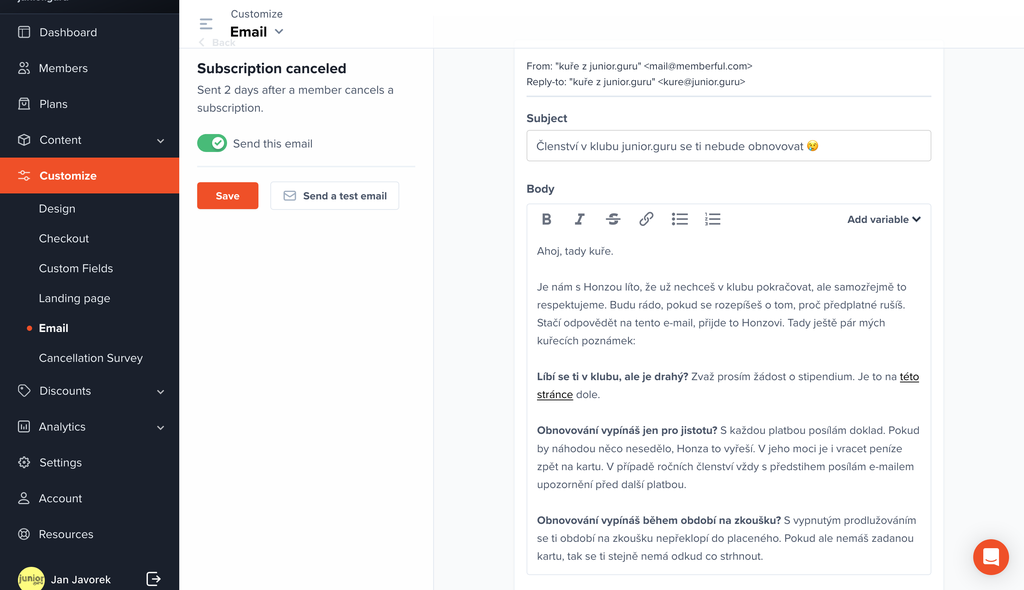 junior.guru
Dashboard
Members
Plans
Content
Customize
Design
Checkout
Custom Fields
Landing page
Email
Cancellation Survey
Discounts
Analytics
Settings
Account
Resources
junior
guru
Jan Javorek
Customize
Email
Back
Subscription canceled
Sent 2 days after a member cancels a
subscription.
Send this email
Save
Send a test email
From: "kuře z junior.guru" <mail@memberful.com>
Reply-to: "kuře z junior.guru" <kure@junior.guru>
Subject
Členství v klubu junior.guru se ti nebude obnovovat 😢
Body
B I S
Add variable
Ahoj, tady kuře.
Je nám s Honzou líto, že už nechceš v klubu pokračovat, ale samozřejmě to
respektujeme. Budu rádo, pokud se rozepíšeš o tom, proč předplatné rušíš.
Stačí odpovědět na tento e-mail, přijde to Honzovi. Tady ještě pár mých
kuřecích poznámek:
Líbí se ti v klubu, ale je drahý? Zvaž prosím žádost o stipendium. Je to na této
stránce dole.
Obnovování vypínáš jen pro jistotu? S každou platbou posílám doklad. Pokud
by náhodou něco nesedělo, Honza to vyřeší. V jeho moci je i vracet peníze
zpět na kartu. V případě ročních členství vždy s předstihem posílám e-mailem
upozornění před další platbou.
Obnovování vypínáš během období na zkoušku? S vypnutým prodlužováním
se ti období na zkoušku nepřeklopí do placeného. Pokud ale nemáš zadanou
kartu, tak se ti stejně nemá odkud co strhnout.